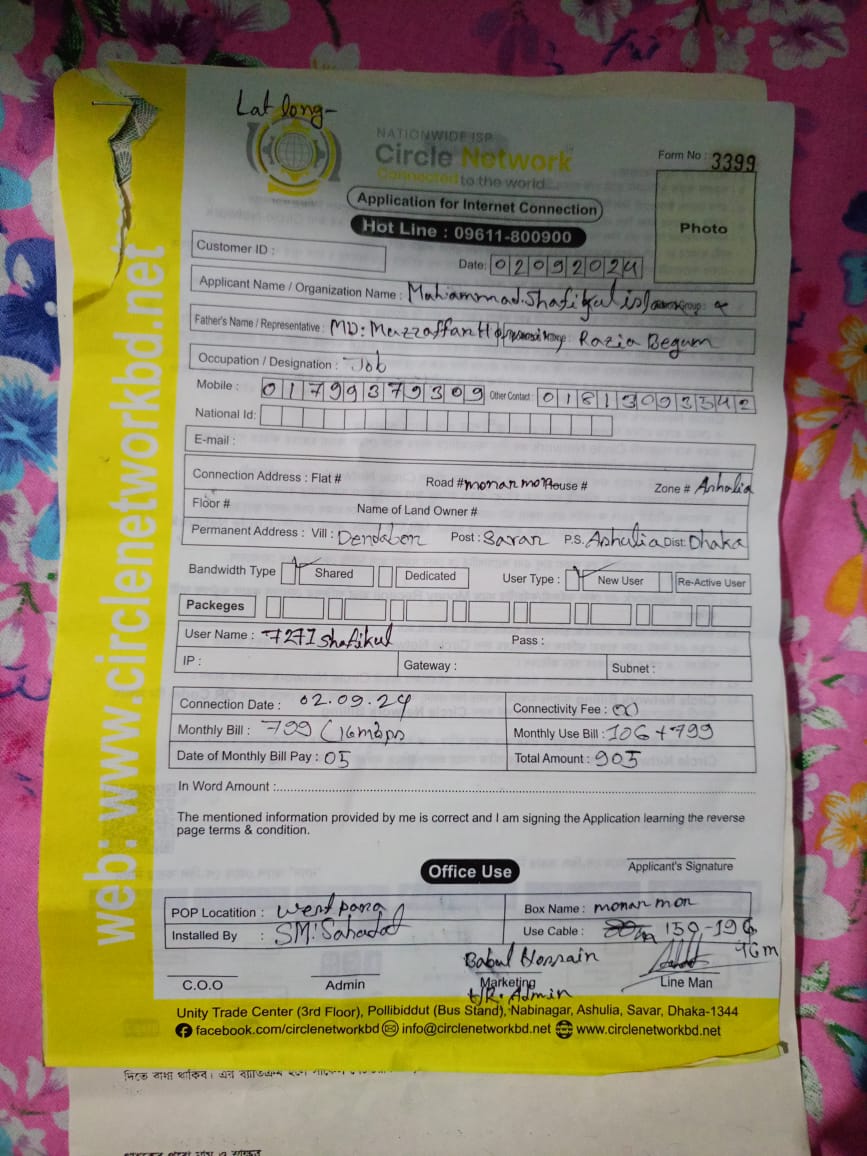 Lat long-
NATIONWIDE ISP
Circle Network
Connected to the world
Form No : 3399
Application for Internet Connection
Photo
Hot Line : 09611-800900
Customer ID :
Date: 02092024
Applicant Name / Organization Name : Mahammad. Shafikul islam
Father's Name / Representative : MD: Mazzaffar H Razia Begum
Occupation / Designation : Job
Mobile : 01799379309 Other Contact : 01813093342
National Id:
E-mail :
Connection Address : Flat # Road # monar mon House # Zone # Ashulia
Floor # Name of Land Owner #
Permanent Address : Vill : Dendabor Post : Savar P.S. Ashulia Dist: Dhaka
Bandwidth Type Shared Dedicated User Type : New User Re-Active User
Packeges
User Name : 7271 Shafikul Pass :
IP : Gateway : Subnet :
Connection Date : 02.09.24 Connectivity Fee :
Monthly Bill : 799 (16mbps Monthly Use Bill : 106+799
Date of Monthly Bill Pay : 05 Total Amount : 905
In Word Amount :
The mentioned information provided by me is correct and I am signing the Application learning the reverse
page terms & condition.
Applicant's Signature
Office Use
POP Locatition : west para Box Name : monar mon
Installed By : SM: Sahadat Use Cable : 150-196
46m
Babul Hossain
C.O.O Admin Marketing Line Man
Admin
Unity Trade Center (3rd Floor), Pollibiddut (Bus Stand), Nabinagar, Ashulia, Savar, Dhaka-1344
facebook.com/circlenetworkbd info@circlenetworkbd.net www.circlenetworkbd.net
web: www.circlenetworkbd.net